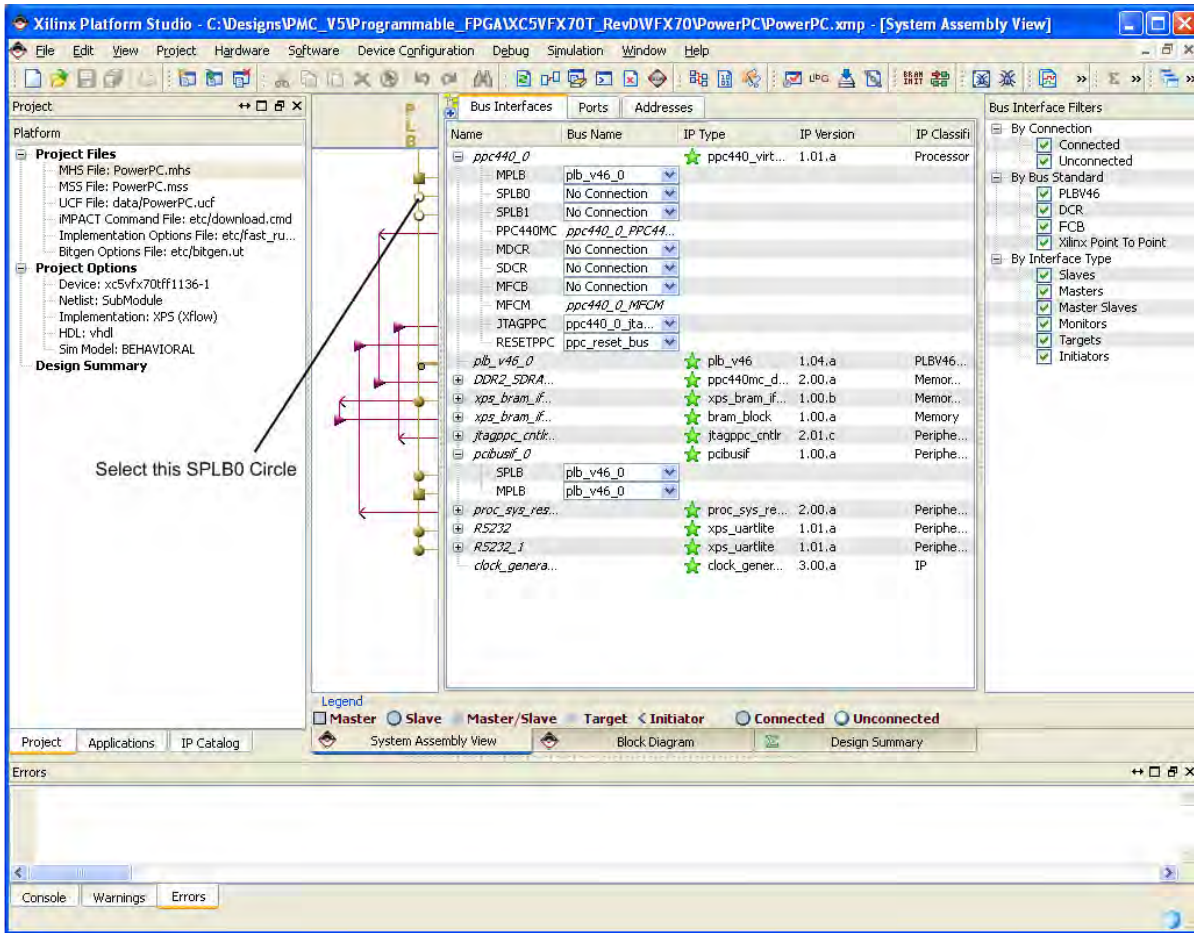 Xilinx Platform Studio - C:\Designs\PMC_V5\Programmable_FPGA\XC5VFX70T_RevD\VFX70\PowerPC\PowerPC.xmp - [System Assembly View]
File Edit View Project Hardware Software Device Configuration Debug Simulation Window Help
Project
Platform
Project Files
MHS File: PowerPC.mhs
MSS File: PowerPC.mss
UCF File: data/PowerPC.ucf
iMPACT Command File: etc/download.cmd
Implementation Options File: etc/fast_ru...
Bitgen Options File: etc/bitgen.ut
Project Options
Device: xc5vfx70tff1136-1
Netlist: SubModule
Implementation: XPS (Xflow)
HDL: vhdl
Sim Model: BEHAVIORAL
Design Summary
Select this SPLB0 Circle
PLB
Bus Interfaces Ports Addresses
Name Bus Name IP Type IP Version IP Classifi
ppc440_0 ppc440_virt... 1.01.a Processor
MPLB plb_v46_0
SPLB0 No Connection
SPLB1 No Connection
PPC440MC ppc440_0_PPC44...
MDCR No Connection
SDCR No Connection
MFCB No Connection
MFCM ppc440_0_MFCM
JTAGPPC ppc440_0_jta...
RESETPPC ppc_reset_bus
plb_v46_0 plb_v46 1.04.a PLBV46...
DDR2_SDRA... ppc440mc_d... 2.00.a Memor...
xps_bram_if... xps_bram_if... 1.00.b Memor...
xps_bram_if... bram_block 1.00.a Memory
jtagppc_cntlr... jtagppc_cntlr 2.01.c Periphe...
pcibusif_0 pcibusif 1.00.a Periphe...
SPLB plb_v46_0
MPLB plb_v46_0
proc_sys_res... proc_sys_re... 2.00.a Periphe...
RS232 xps_uartlite 1.01.a Periphe...
RS232_1 xps_uartlite 1.01.a Periphe...
clock_genera... clock_gener... 3.00.a IP
Bus Interface Filters
By Connection
Connected
Unconnected
By Bus Standard
PLBV46
DCR
FCB
Xilinx Point To Point
By Interface Type
Slaves
Masters
Master Slaves
Monitors
Targets
Initiators
Legend
Master Slave Master/Slave Target Initiator Connected Unconnected
Project Applications IP Catalog
System Assembly View Block Diagram Design Summary
Errors
Console Warnings Errors